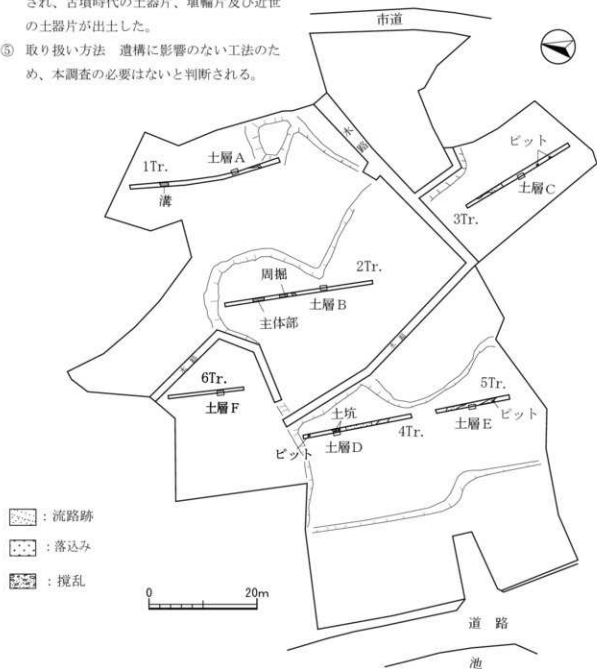 され、古墳時代の土器片、埴輪片及び近世
の土器片が出土した。
⑤ 取り扱い方法　遺構に影響のない工法のた
め、本調査の必要はないと判断される。
市道
水路
ピット
1Tr.
土層A
溝
土層C
3Tr.
周掘
2Tr.
土層B
主体部
水路
水路
6Tr.
土層F
5Tr.
土坑
ピット
土層E
4Tr.
ピット
土層D
：流路跡
：落込み
：撹乱
0 20m
道 路
池